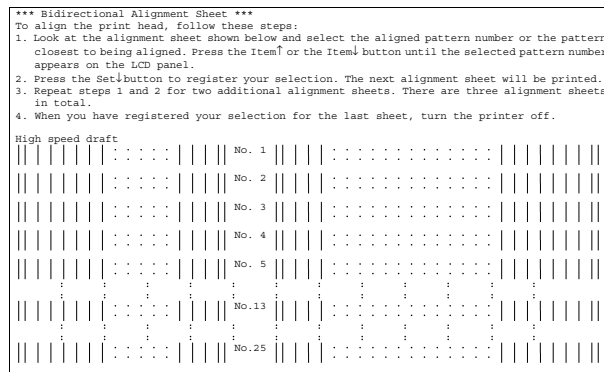 *** Bidirectional Alignment Sheet ***
To align the print head, follow these steps:
1. Look at the alignment sheet shown below and select the aligned pattern number or the pattern
closest to being aligned. Press the Item↑ or the Item↓ button until the selected pattern number
appears on the LCD panel.
2. Press the Set↓button to register your selection. The next alignment sheet will be printed.
3. Repeat steps 1 and 2 for two additional alignment sheets. There are three alignment sheets
in total.
4. When you have registered your selection for the last sheet, turn the printer off.
High speed draft
No. 1
No. 2
No. 3
No. 4
No. 5
No.13
No.25